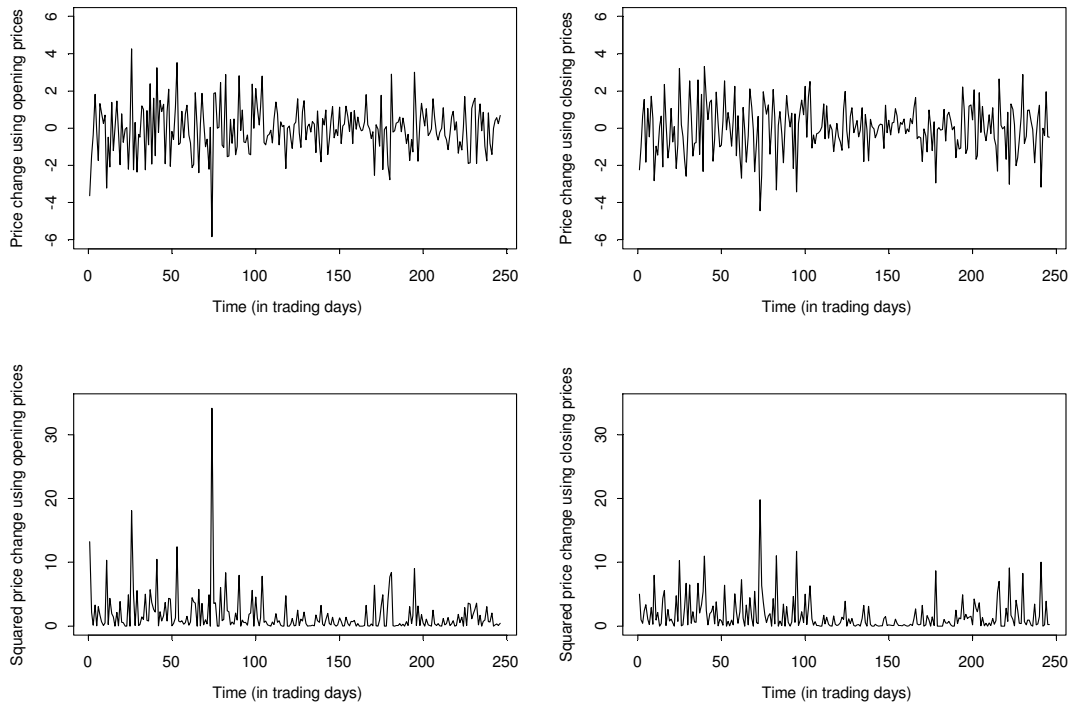 Price change using opening prices
6
4
2
0
-2
-4
-6
0 50 100 150 200 250
Time (in trading days)
Price change using closing prices
6
4
2
0
-2
-4
-6
0 50 100 150 200 250
Time (in trading days)
Squared price change using opening prices
30
20
10
0
0 50 100 150 200 250
Time (in trading days)
Squared price change using closing prices
30
20
10
0
0 50 100 150 200 250
Time (in trading days)